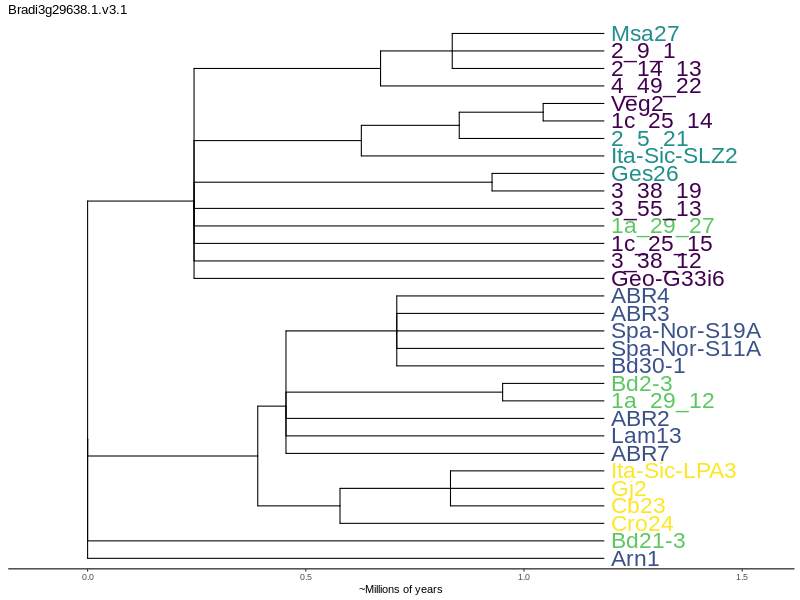 Bradi3g29638.1.v3.1
Msa27
2_9_1
2_14_13
4_49_22
Veg2
1c_25_14
2_5_21
Ita-Sic-SLZ2
Ges26
3_38_19
3_55_13
1a_29_27
1c_25_15
3_38_12
Geo-G33i6
ABR4
ABR3
Spa-Nor-S19A
Spa-Nor-S11A
Bd30-1
Bd2-3
1a_29_12
ABR2
Lam13
ABR7
Ita-Sic-LPA3
Gj2
Cb23
Cro24
Bd21-3
Arn1
0.0 0.5 1.0 1.5
~Millions of years